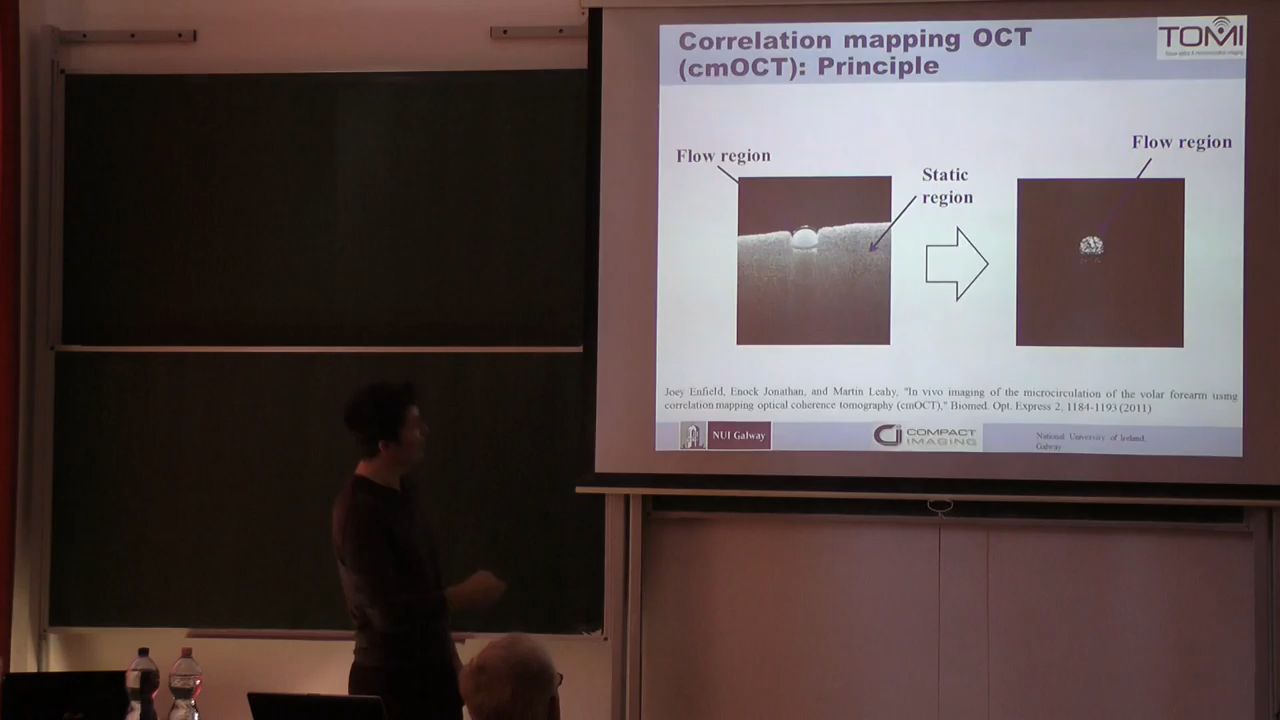 Correlation mapping OCT
(cmOCT): Principle
TOMI
Flow region
Static
region
Flow region
Joey Enfield, Enock Jonathan, and Martin Leahy, "In vivo imaging of the microcirculation of the volar forearm using
correlation mapping optical coherence tomography (cmOCT)," Biomed. Opt. Express 2, 1184-1193 (2011)
NUI Galway
CI COMPACT
IMAGING
National University of Ireland,
Galway